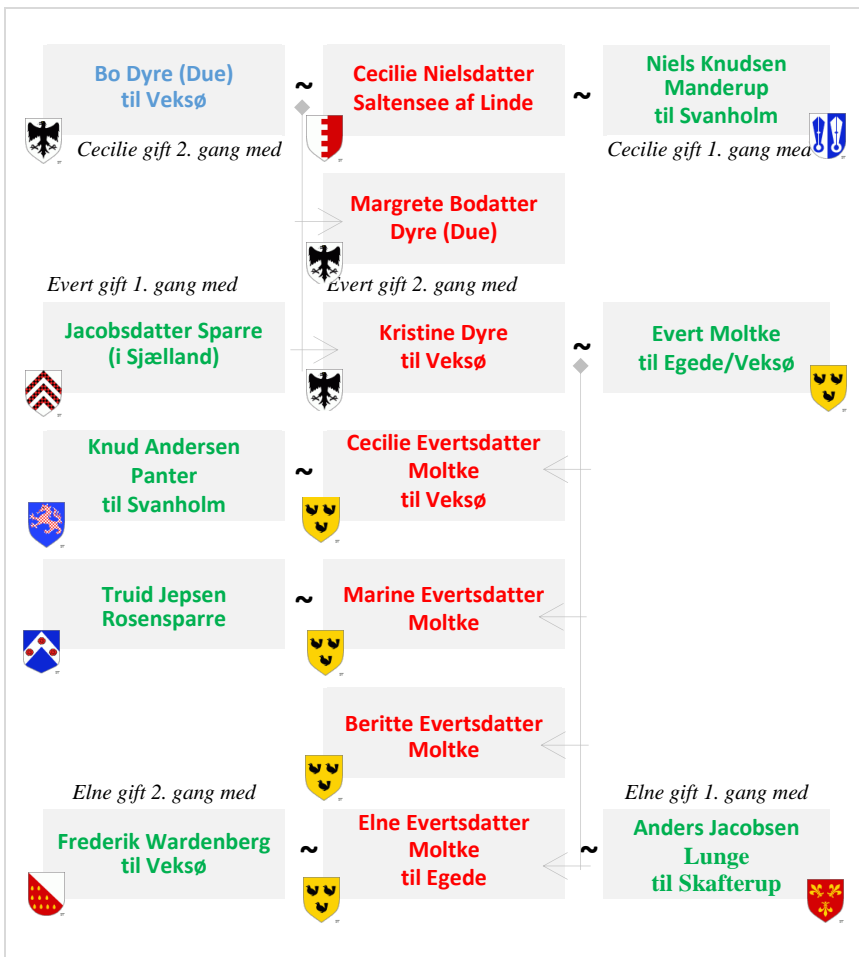 Bo Dyre (Due)
til Veksø
~
Cecilie Nielsdatter
Saltensee af Linde
~
Niels Knudsen
Manderup
til Svanholm
Cecilie gift 2. gang med
Cecilie gift 1. gang med
Margrete Bodatter
Dyre (Due)
Evert gift 1. gang med
Evert gift 2. gang med
Jacobsdatter Sparre
(i Sjælland)
Kristine Dyre
til Veksø
~
Evert Moltke
til Egede/Veksø
Knud Andersen
Panter
til Svanholm
~
Cecilie Evertsdatter
Moltke
til Veksø
Truid Jepsen
Rosensparre
~
Marine Evertsdatter
Moltke
Beritte Evertsdatter
Moltke
Elne gift 2. gang med
Elne gift 1. gang med
Frederik Wardenberg
til Veksø
~
Elne Evertsdatter
Moltke
til Egede
~
Anders Jacobsen
Lunge
til Skafterup